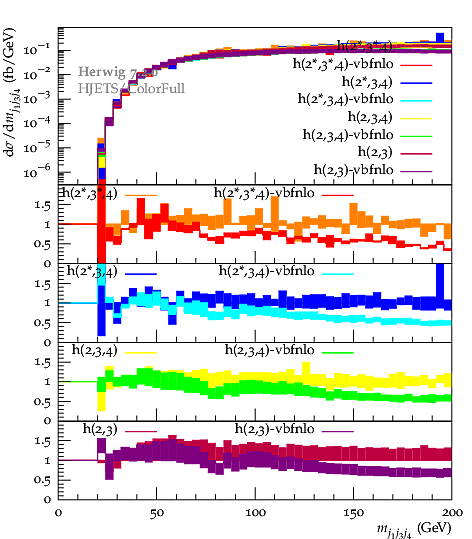 dσ/dm_{j₁j₃j₄} (fb/GeV)
10⁻¹
10⁻²
10⁻³
10⁻⁴
10⁻⁵
10⁻⁶
Herwig
HJETS/ColorFull
h(2*,3*,4)
h(2*,3*,4)-vbfnlo
h(2*,3,4)
h(2*,3,4)-vbfnlo
h(2,3,4)
h(2,3,4)-vbfnlo
h(2,3)
h(2,3)-vbfnlo
h(2*,3*,4) h(2*,3*,4)-vbfnlo
1.5
1
0.5
0
h(2*,3,4) h(2*,3,4)-vbfnlo
1.5
1
0.5
0
h(2,3,4) h(2,3,4)-vbfnlo
1.5
1
0.5
0
h(2,3) h(2,3)-vbfnlo
1.5
1
0.5
0
0 50 100 150 200
m_{j₁j₃j₄} (GeV)